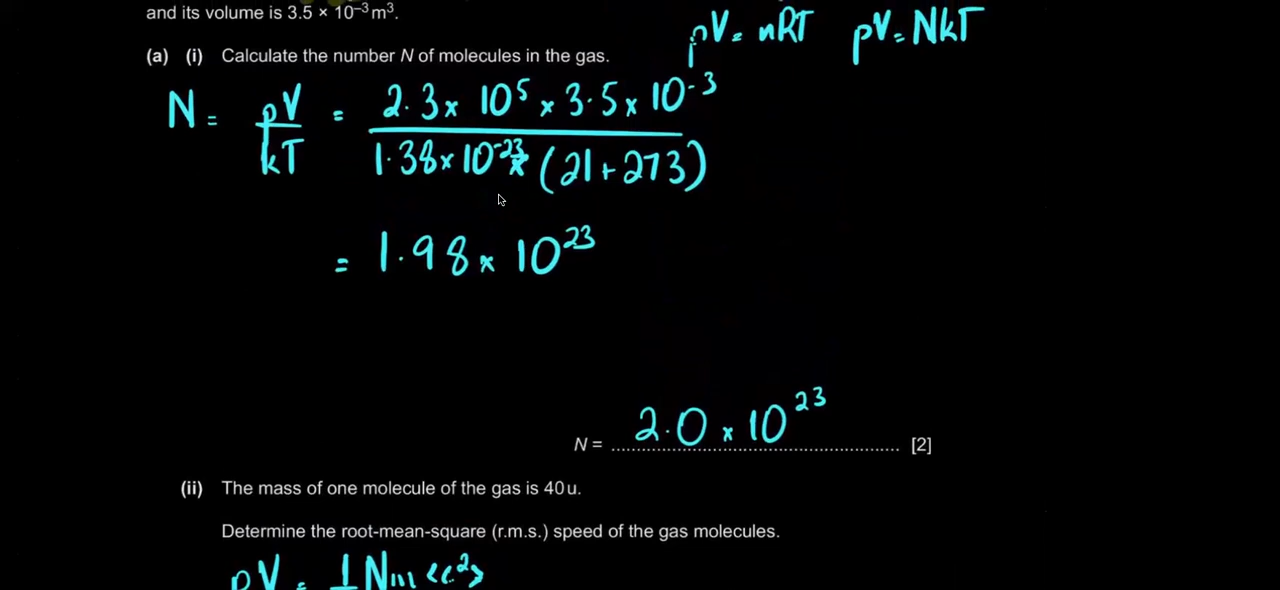 and its volume is 3.5 × 10⁻³ m³.
pV = nRT   pV = NkT
(a) (i) Calculate the number N of molecules in the gas.
N = pV/kT = 2.3 × 10⁵ × 3.5 × 10⁻³ / 1.38 × 10⁻²³ × (21 + 273)
= 1.98 × 10²³
N = 2.0 × 10²³ [2]
(ii) The mass of one molecule of the gas is 40 u.
Determine the root-mean-square (r.m.s.) speed of the gas molecules.
pV = 1 Nm <c²>